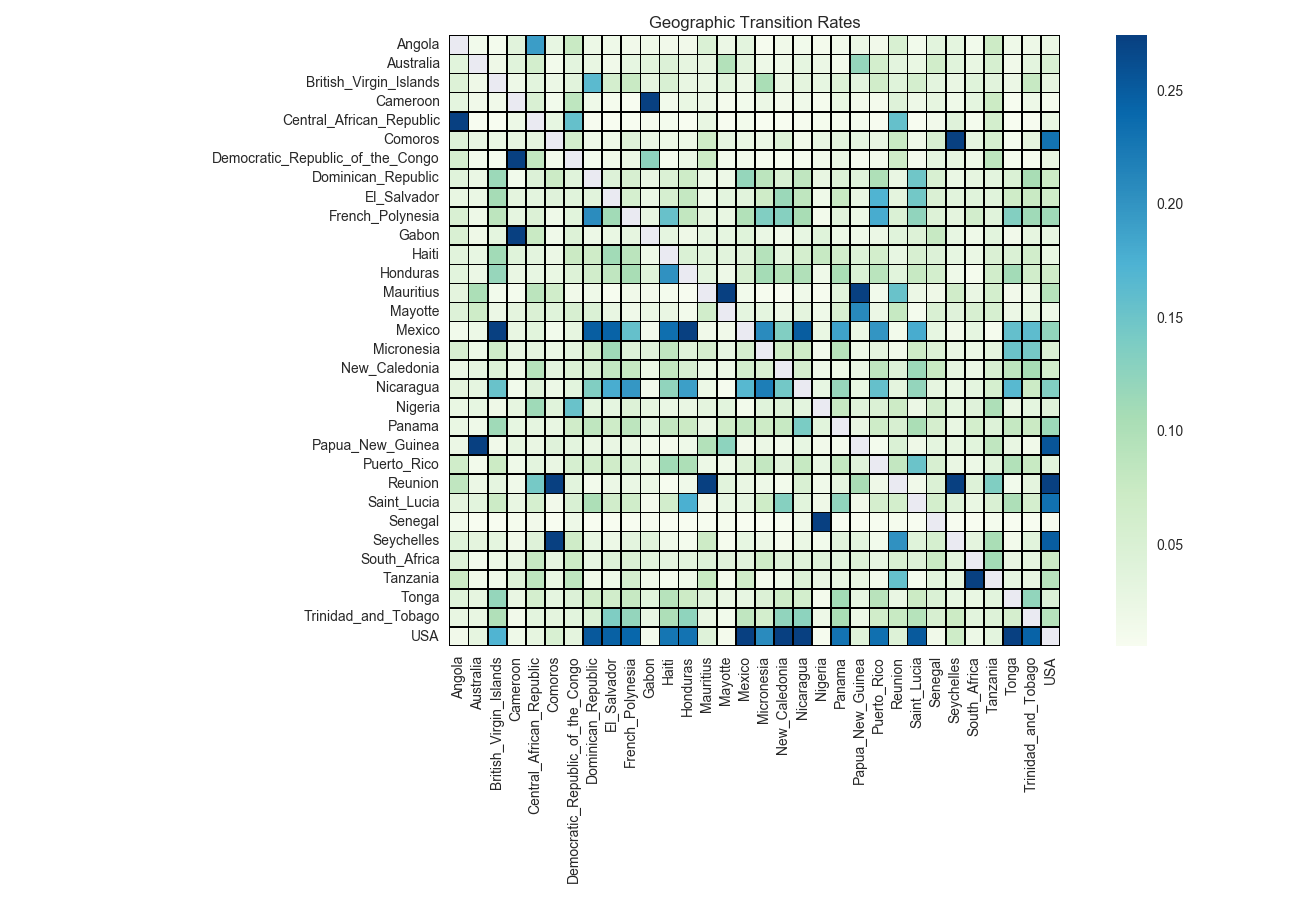 Geographic Transition Rates
Angola
Australia
British_Virgin_Islands
Cameroon
Central_African_Republic
Comoros
Democratic_Republic_of_the_Congo
Dominican_Republic
El_Salvador
French_Polynesia
Gabon
Haiti
Honduras
Mauritius
Mayotte
Mexico
Micronesia
New_Caledonia
Nicaragua
Nigeria
Panama
Papua_New_Guinea
Puerto_Rico
Reunion
Saint_Lucia
Senegal
Seychelles
South_Africa
Tanzania
Tonga
Trinidad_and_Tobago
USA
Angola
Australia
British_Virgin_Islands
Cameroon
Central_African_Republic
Comoros
Democratic_Republic_of_the_Congo
Dominican_Republic
El_Salvador
French_Polynesia
Gabon
Haiti
Honduras
Mauritius
Mayotte
Mexico
Micronesia
New_Caledonia
Nicaragua
Nigeria
Panama
Papua_New_Guinea
Puerto_Rico
Reunion
Saint_Lucia
Senegal
Seychelles
South_Africa
Tanzania
Tonga
Trinidad_and_Tobago
USA
0.25
0.20
0.15
0.10
0.05